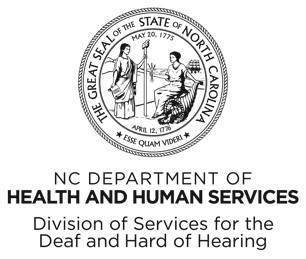 THE GREAT SEAL OF THE STATE OF NORTH CAROLINA
MAY 20, 1775
APRIL 12, 1776
★ ESSE QUAM VIDERI ★
NC DEPARTMENT OF
HEALTH AND HUMAN SERVICES
Division of Services for the
Deaf and Hard of Hearing